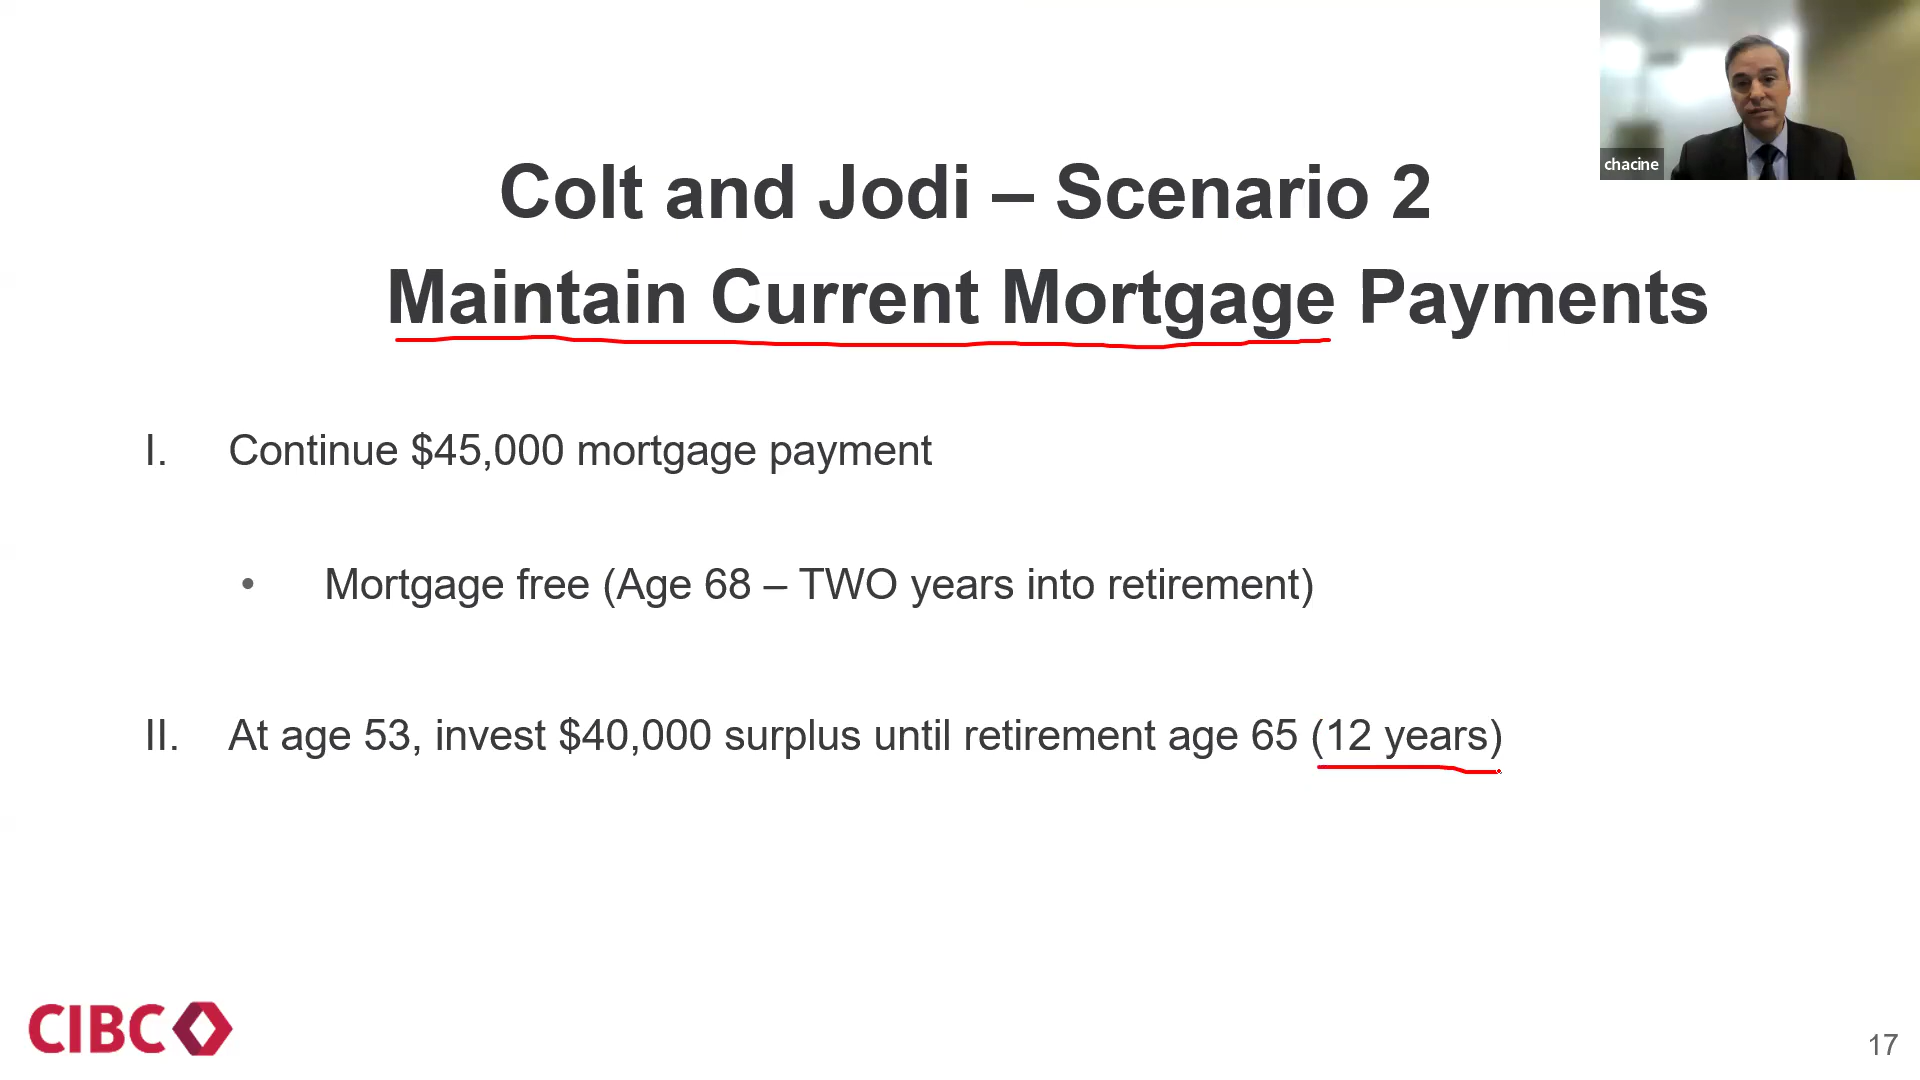 chacine
Colt and Jodi – Scenario 2
Maintain Current Mortgage Payments
I. Continue $45,000 mortgage payment
• Mortgage free (Age 68 – TWO years into retirement)
II. At age 53, invest $40,000 surplus until retirement age 65 (12 years)
CIBC
17